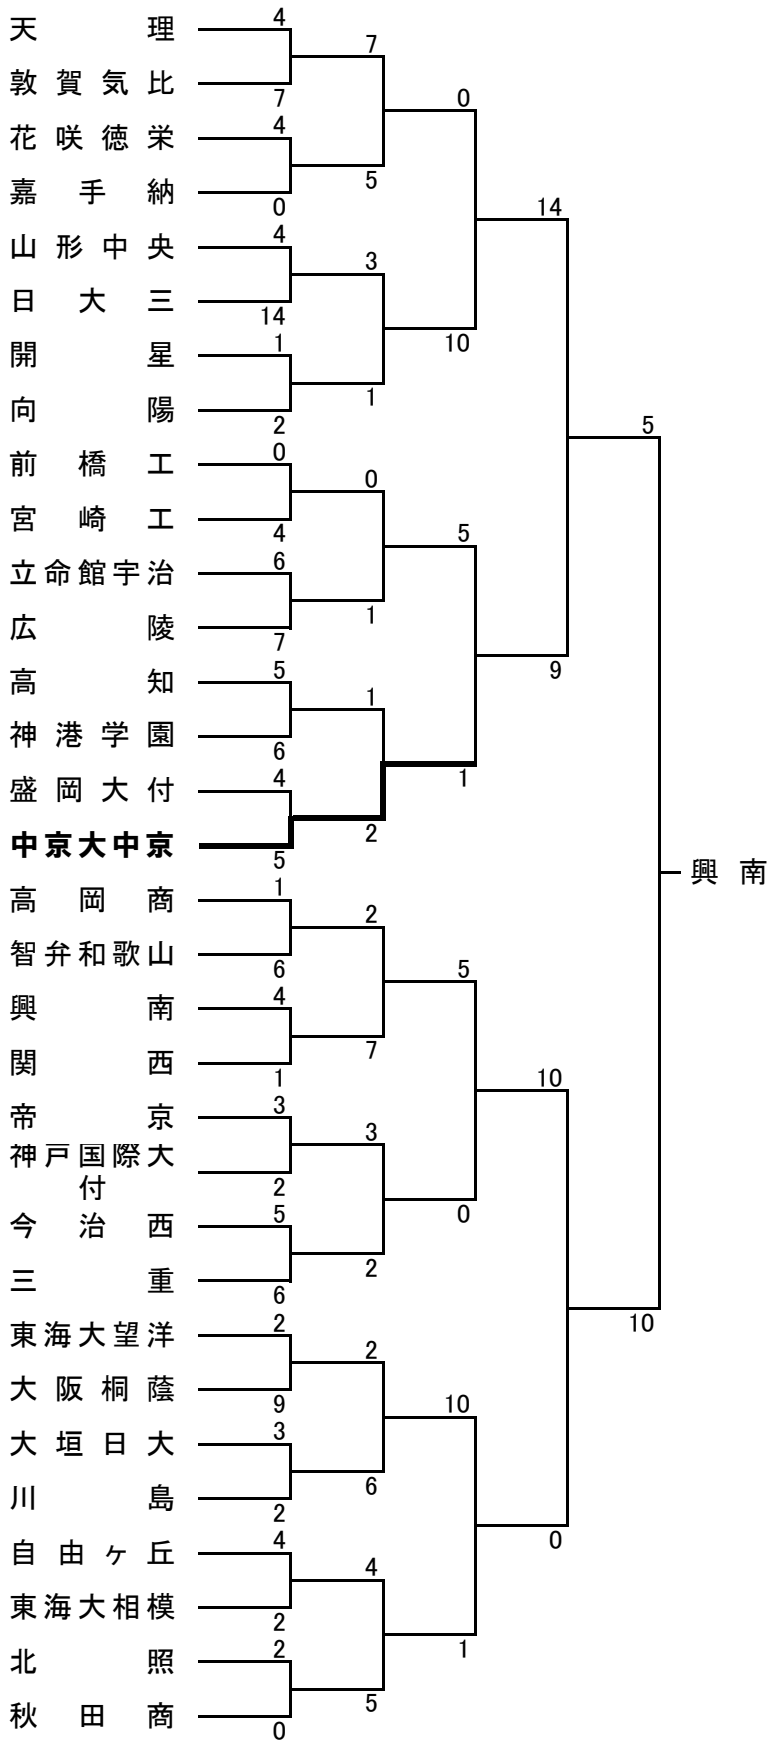 天理 4
7
敦賀気比 7
0
花咲徳栄 4
5
嘉手納 0
14
山形中央 4
3
日大三 14
10
開星 1
1
向陽 2
5
前橋工 0
0
宮崎工 4
5
立命館宇治 6
1
広陵 7
9
高知 5
1
神港学園 6
1
盛岡大付 4
2
中京大中京 5
興南
高岡商 1
2
智弁和歌山 6
5
興南 4
7
関西 1
10
帝京 3
3
神戸国際大
付
2
0
今治西 5
2
三重 6
10
東海大望洋 2
2
大阪桐蔭 9
10
大垣日大 3
6
川島 2
0
自由ヶ丘 4
4
東海大相模 2
1
北照 2
5
秋田商 0